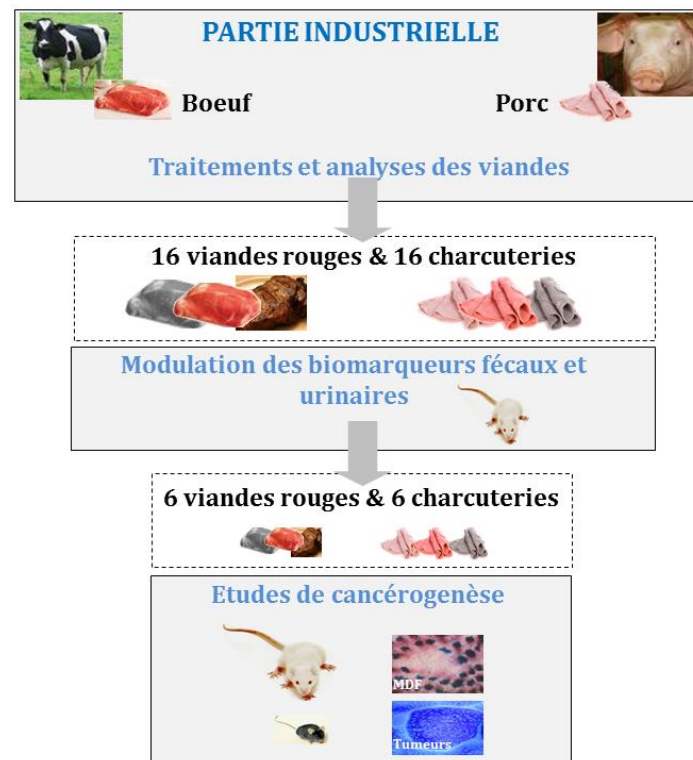 PARTIE INDUSTRIELLE
Boeuf
Porc
Traitements et analyses des viandes
16 viandes rouges & 16 charcuteries
Modulation des biomarqueurs fécaux et
urinaires
6 viandes rouges & 6 charcuteries
Etudes de cancérogenèse
MDF
Tumeurs